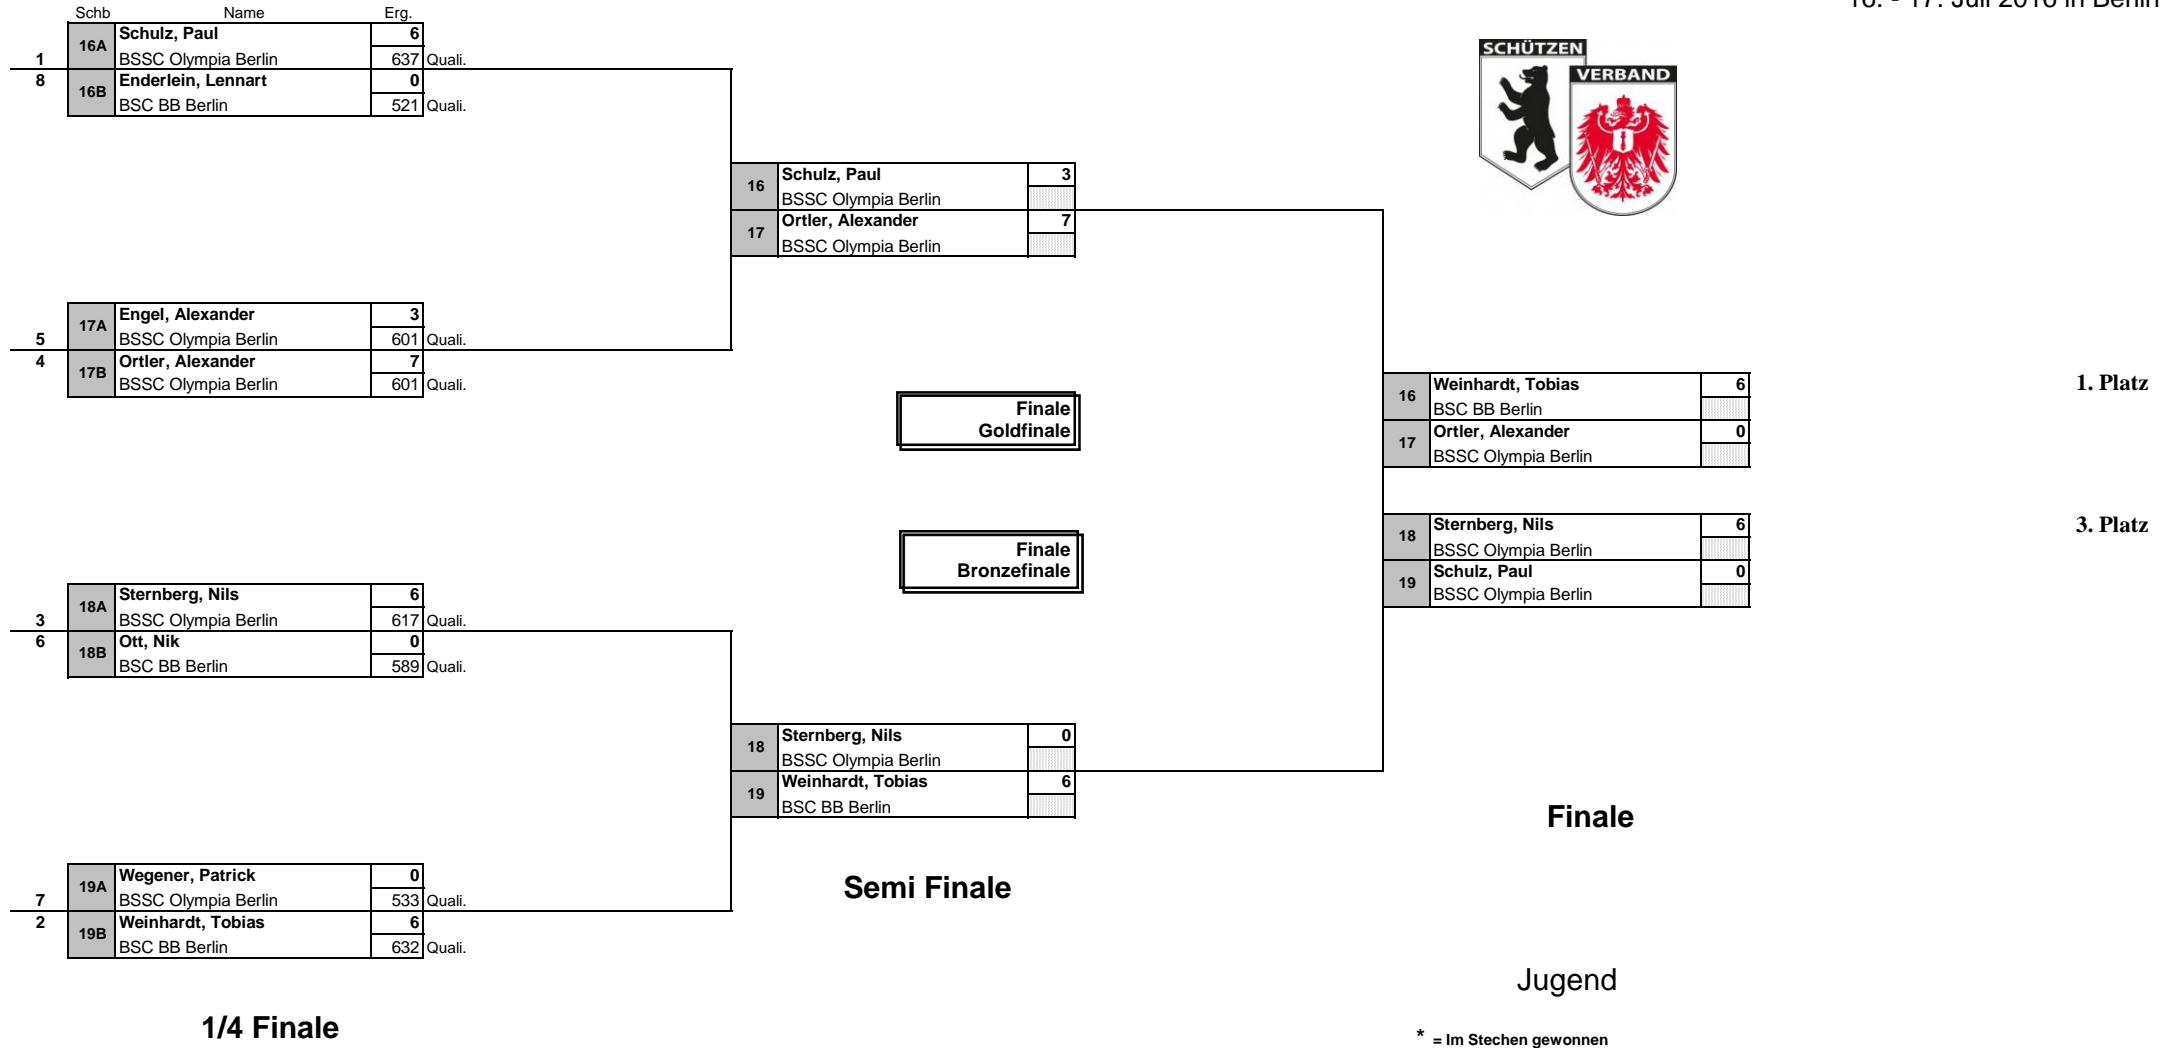 16. - 17. Juli 2016 in Berlin
Schb Name Erg.
16A Schulz, Paul 6
1 BSSC Olympia Berlin 637 Quali.
8 16B Enderlein, Lennart 0
BSC BB Berlin 521 Quali.
SCHÜTZEN
VERBAND
16 Schulz, Paul 3
BSSC Olympia Berlin
17 Ortler, Alexander 7
BSSC Olympia Berlin
17A Engel, Alexander 3
5 BSSC Olympia Berlin 601 Quali.
4 17B Ortler, Alexander 7
BSSC Olympia Berlin 601 Quali.
Finale
Goldfinale
16 Weinhardt, Tobias 6 1. Platz
BSC BB Berlin
17 Ortler, Alexander 0
BSSC Olympia Berlin
Finale
Bronzefinale
18 Sternberg, Nils 6 3. Platz
BSSC Olympia Berlin
19 Schulz, Paul 0
BSSC Olympia Berlin
18A Sternberg, Nils 6
3 BSSC Olympia Berlin 617 Quali.
6 18B Ott, Nik 0
BSC BB Berlin 589 Quali.
18 Sternberg, Nils 0
BSSC Olympia Berlin
19 Weinhardt, Tobias 6
BSC BB Berlin
Finale
19A Wegener, Patrick 0
7 BSSC Olympia Berlin 533 Quali.
2 19B Weinhardt, Tobias 6
BSC BB Berlin 632 Quali.
Semi Finale
Jugend
1/4 Finale
* = Im Stechen gewonnen